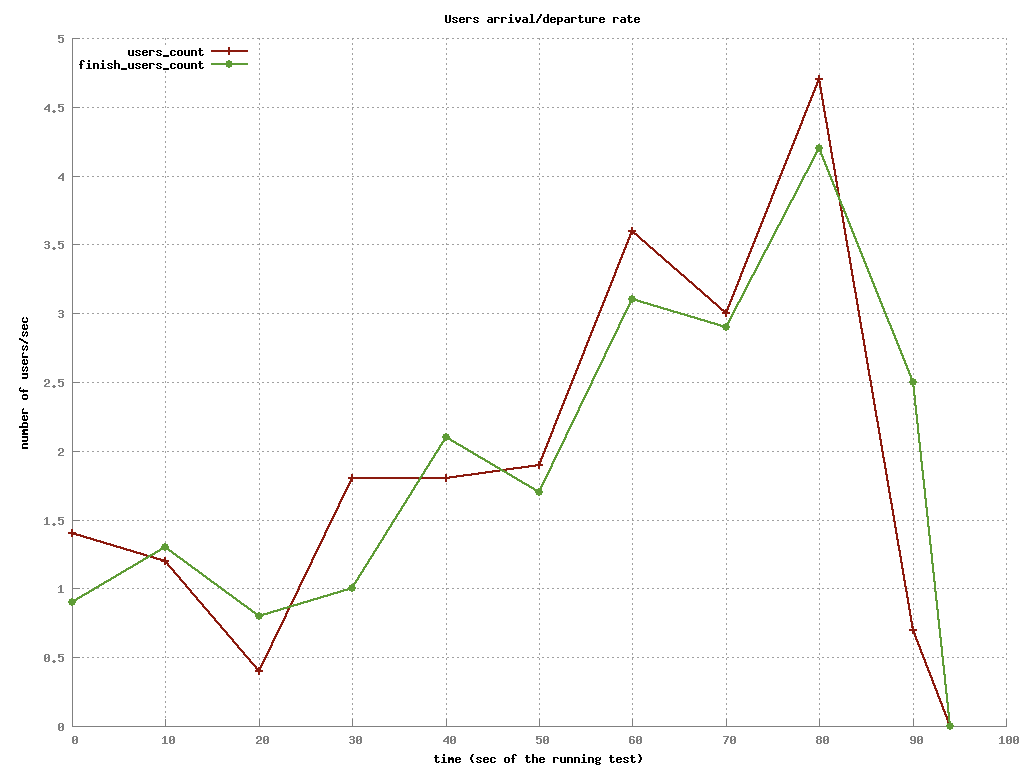 Users arrival/departure rate
users_count
finish_users_count
5
4.5
4
3.5
3
2.5
2
1.5
1
0.5
0
number of users/sec
0 10 20 30 40 50 60 70 80 90 100
time (sec of the running test)